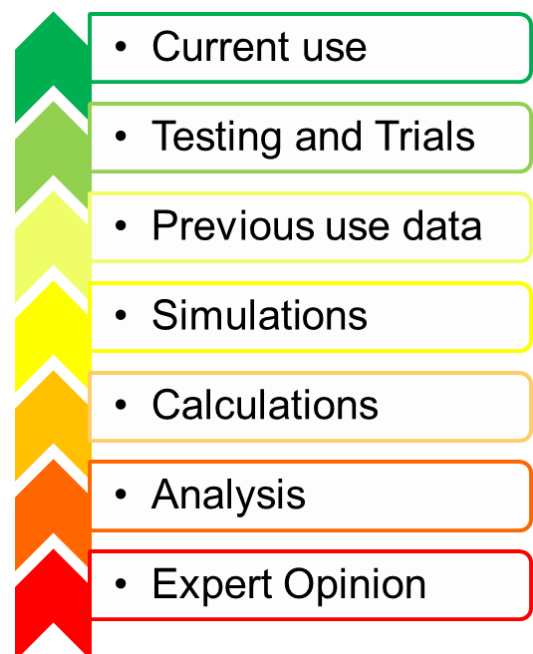 • Current use
• Testing and Trials
• Previous use data
• Simulations
• Calculations
• Analysis
• Expert Opinion